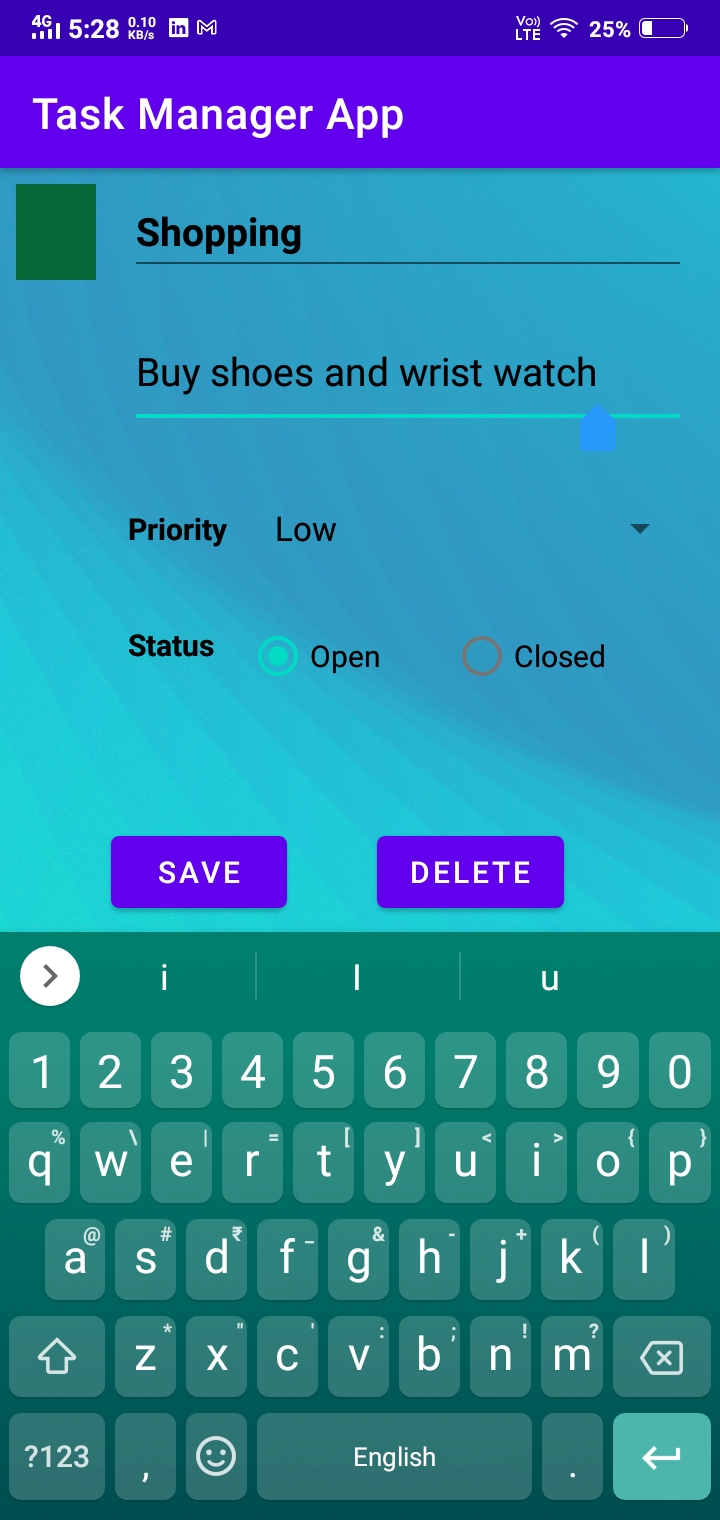 4G 5:28 0.10 KB/s in M Vo)) LTE 25%
Task Manager App
Shopping
Buy shoes and wrist watch
Priority Low
Status Open Closed
SAVE DELETE
i l u
1 2 3 4 5 6 7 8 9 0
% \ | = [ ] < > { }
q w e r t y u i o p
@ # ₹ _ & - + ( )
a s d f g h j k l
* " ' : ; ! ?
z x c v b n m
?123 , English .